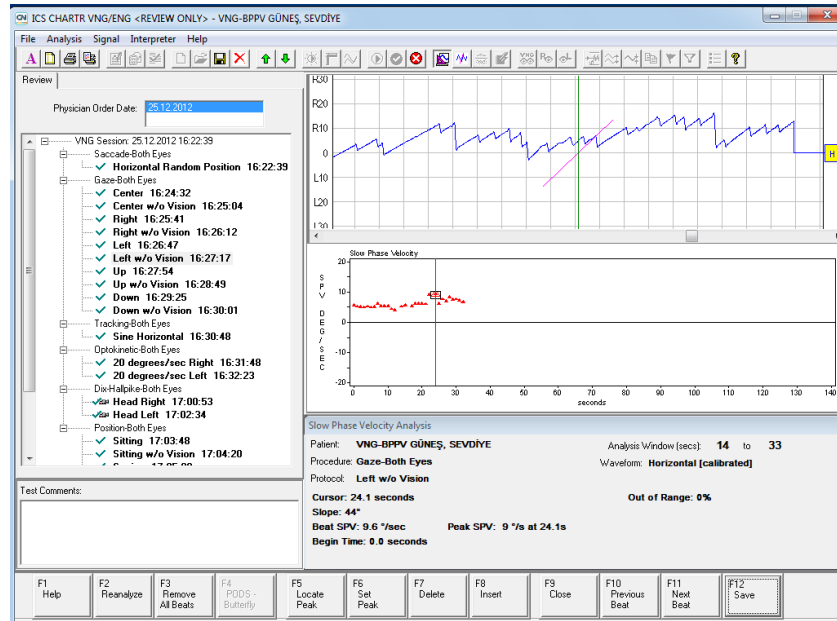 ICS CHARTR VNG/ENG <REVIEW ONLY> - VNG-BPPV GÜNEŞ, SEVDİYE
File Analysis Signal Interpreter Help
Review
Physician Order Date: 25.12.2012
VNG Session: 25.12.2012 16:22:39
Saccade-Both Eyes
Horizontal Random Position 16:22:39
Gaze-Both Eyes
Center 16:24:32
Center w/o Vision 16:25:04
Right 16:25:41
Right w/o Vision 16:26:12
Left 16:26:47
Left w/o Vision 16:27:17
Up 16:27:54
Up w/o Vision 16:28:49
Down 16:29:25
Down w/o Vision 16:30:01
Tracking-Both Eyes
Sine Horizontal 16:30:48
Optokinetic-Both Eyes
20 degrees/sec Right 16:31:48
20 degrees/sec Left 16:32:23
Dix-Hallpike-Both Eyes
Head Right 17:00:53
Head Left 17:02:34
Position-Both Eyes
Sitting 17:03:48
Sitting w/o Vision 17:04:20
Test Comments:
R30
R20
R10
0
L10
L20
L30
H
Slow Phase Velocity
SPV DEG/SEC
20
10
0
-10
-20
0 10 20 30 40 50 60 70 80 90 100 110 120 130 140
seconds
Slow Phase Velocity Analysis
Patient: VNG-BPPV GÜNEŞ, SEVDİYE Analysis Window (secs): 14 to 33
Procedure: Gaze-Both Eyes Waveform: Horizontal [calibrated]
Protocol: Left w/o Vision
Cursor: 24.1 seconds Out of Range: 0%
Slope: 44°
Beat SPV: 9.6 °/sec Peak SPV: 9 °/s at 24.1s
Begin Time: 0.0 seconds
F1 Help
F2 Reanalyze
F3 Remove All Beats
F4 PODS - Butterfly
F5 Locate Peak
F6 Set Peak
F7 Delete
F8 Insert
F9 Close
F10 Previous Beat
F11 Next Beat
F12 Save